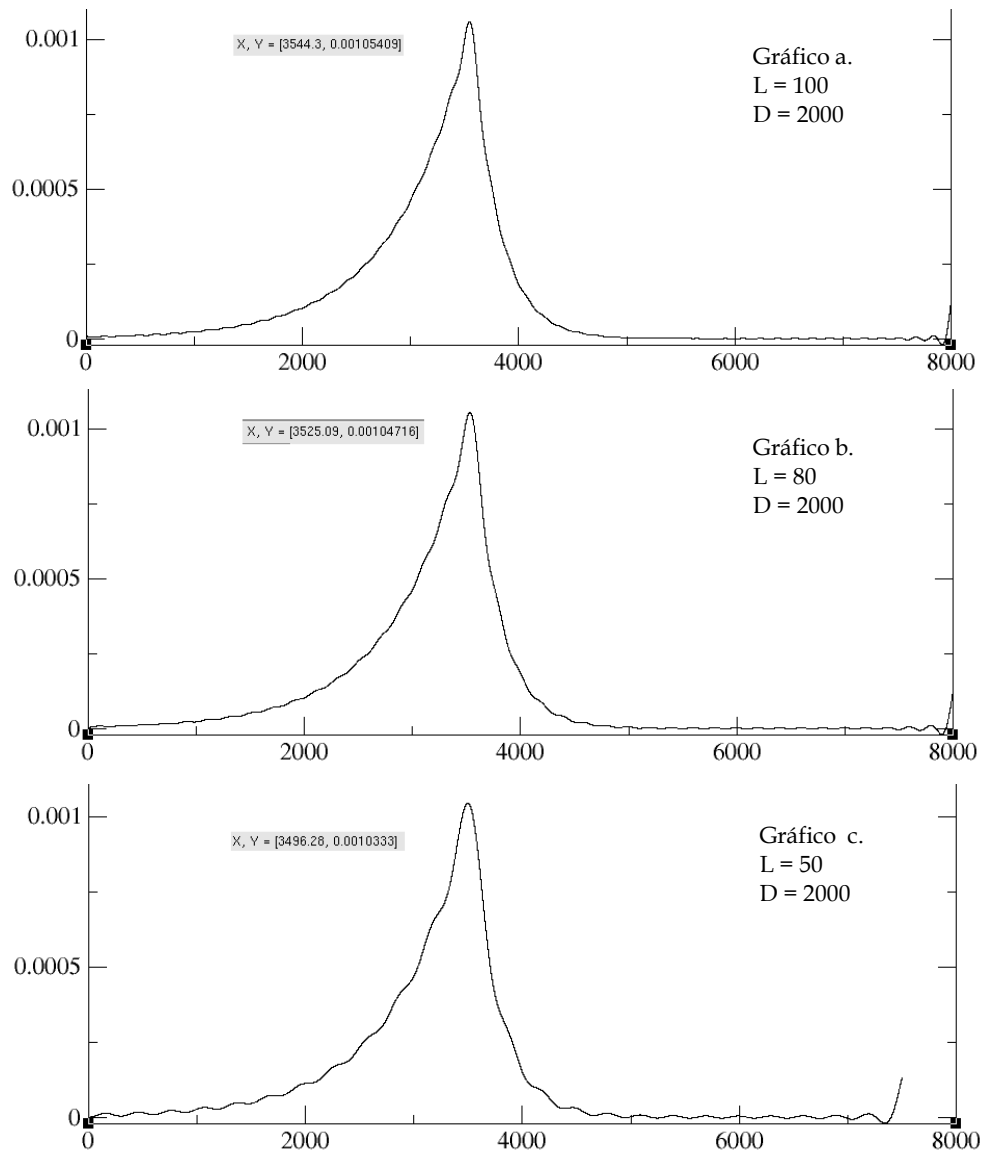 0.001
X, Y = [3544.3, 0.00105409]
Gráfico a.
L = 100
D = 2000
0.0005
0
0 2000 4000 6000 8000
0.001
X, Y = [3525.09, 0.00104716]
Gráfico b.
L = 80
D = 2000
0.0005
0
0 2000 4000 6000 8000
0.001
X, Y = [3496.28, 0.0010333]
Gráfico c.
L = 50
D = 2000
0.0005
0
0 2000 4000 6000 8000